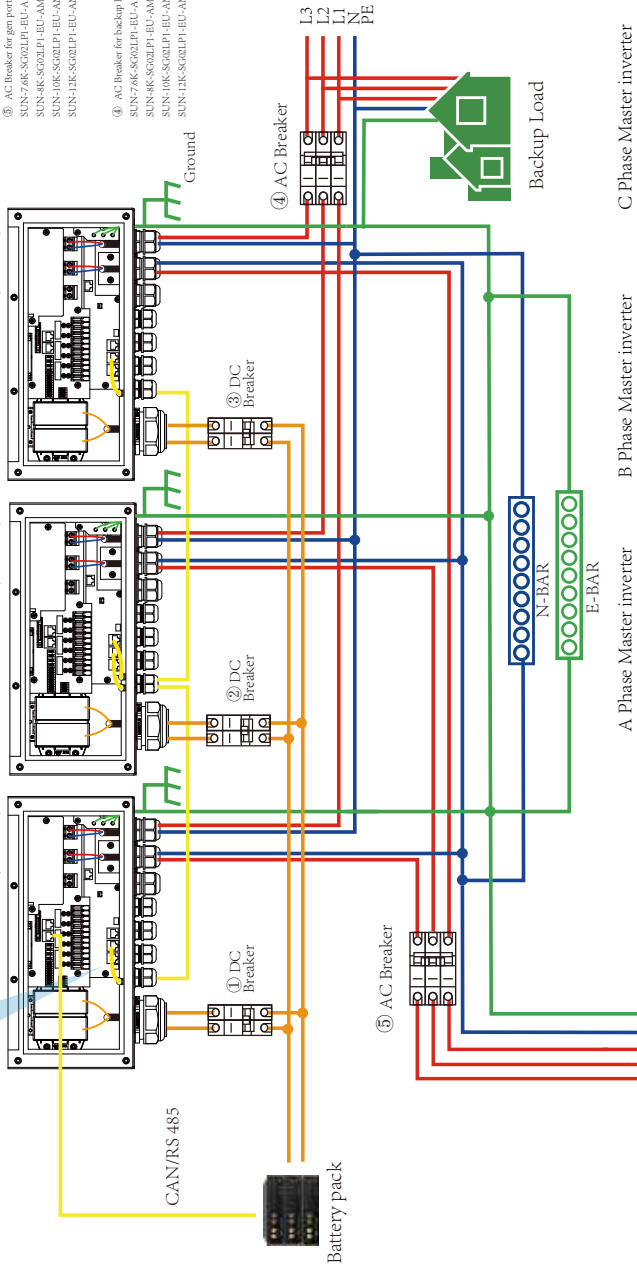 ⑤ AC Breaker for gen port
SUN-7.6K-SG02LP1-EU-A
SUN-8K-SG02LP1-EU-AM
SUN-10K-SG02LP1-EU-AM
SUN-12K-SG02LP1-EU-AM
④ AC Breaker for backup
SUN-7.6K-SG02LP1-EU-A
SUN-8K-SG02LP1-EU-AM
SUN-10K-SG02LP1-EU-AM
SUN-12K-SG02LP1-EU-AM
L3
L2
L1
N
PE
Ground
④ AC Breaker
Backup Load
③ DC
Breaker
② DC
Breaker
① DC
Breaker
CAN/RS 485
Battery pack
⑤ AC Breaker
N-BAR
E-BAR
A Phase Master inverter
B Phase Master inverter
C Phase Master inverter